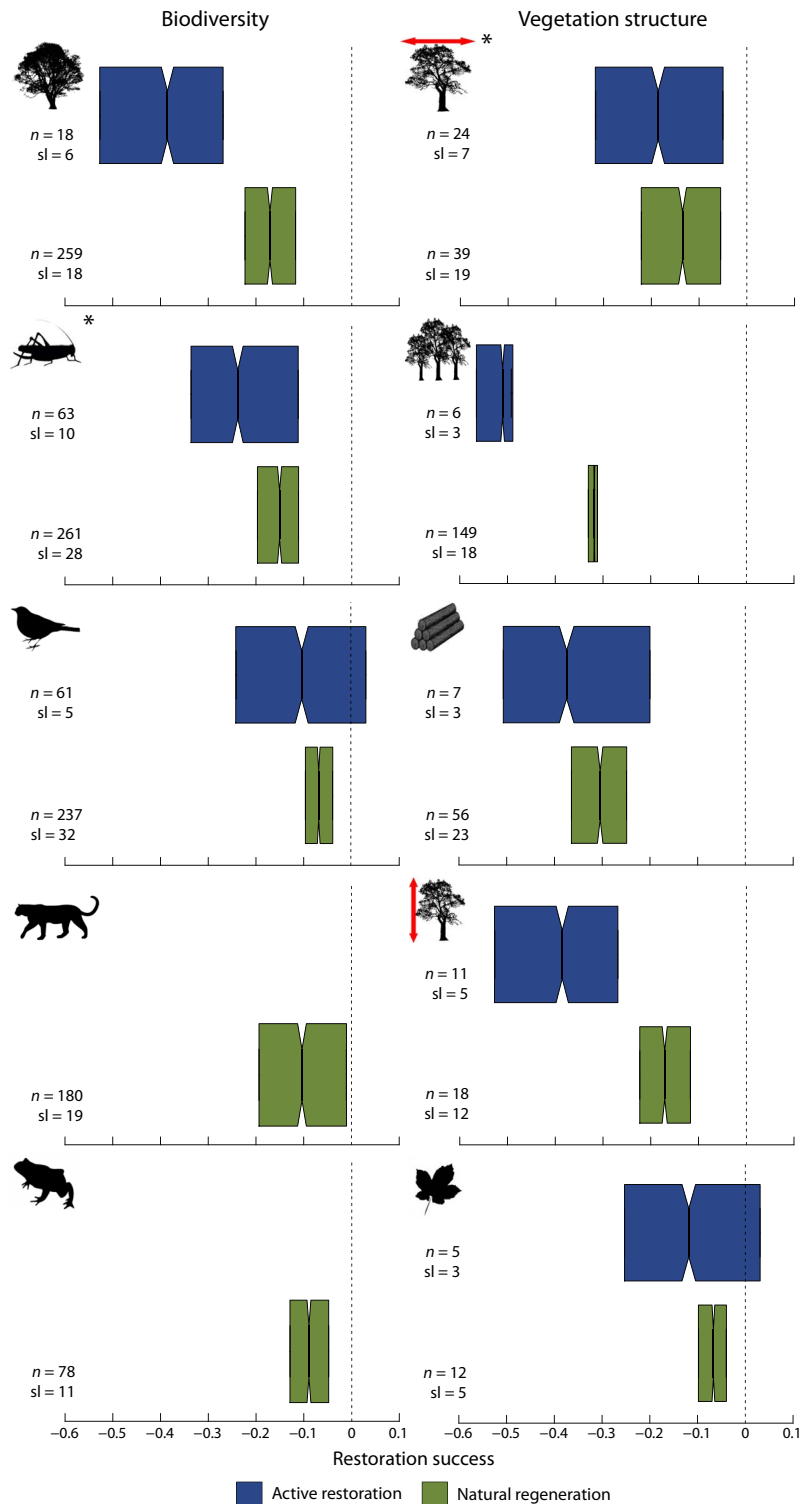 Biodiversity
Vegetation structure
*
n = 18
sl = 6
n = 24
sl = 7
n = 259
sl = 18
n = 39
sl = 19
*
n = 63
sl = 10
n = 6
sl = 3
n = 261
sl = 28
n = 149
sl = 18
n = 61
sl = 5
n = 7
sl = 3
n = 237
sl = 32
n = 56
sl = 23
n = 11
sl = 5
n = 180
sl = 19
n = 18
sl = 12
n = 5
sl = 3
n = 78
sl = 11
n = 12
sl = 5
−0.6 −0.5 −0.4 −0.3 −0.2 −0.1 0 0.1
−0.6 −0.5 −0.4 −0.3 −0.2 −0.1 0 0.1
Restoration success
Active restoration
Natural regeneration